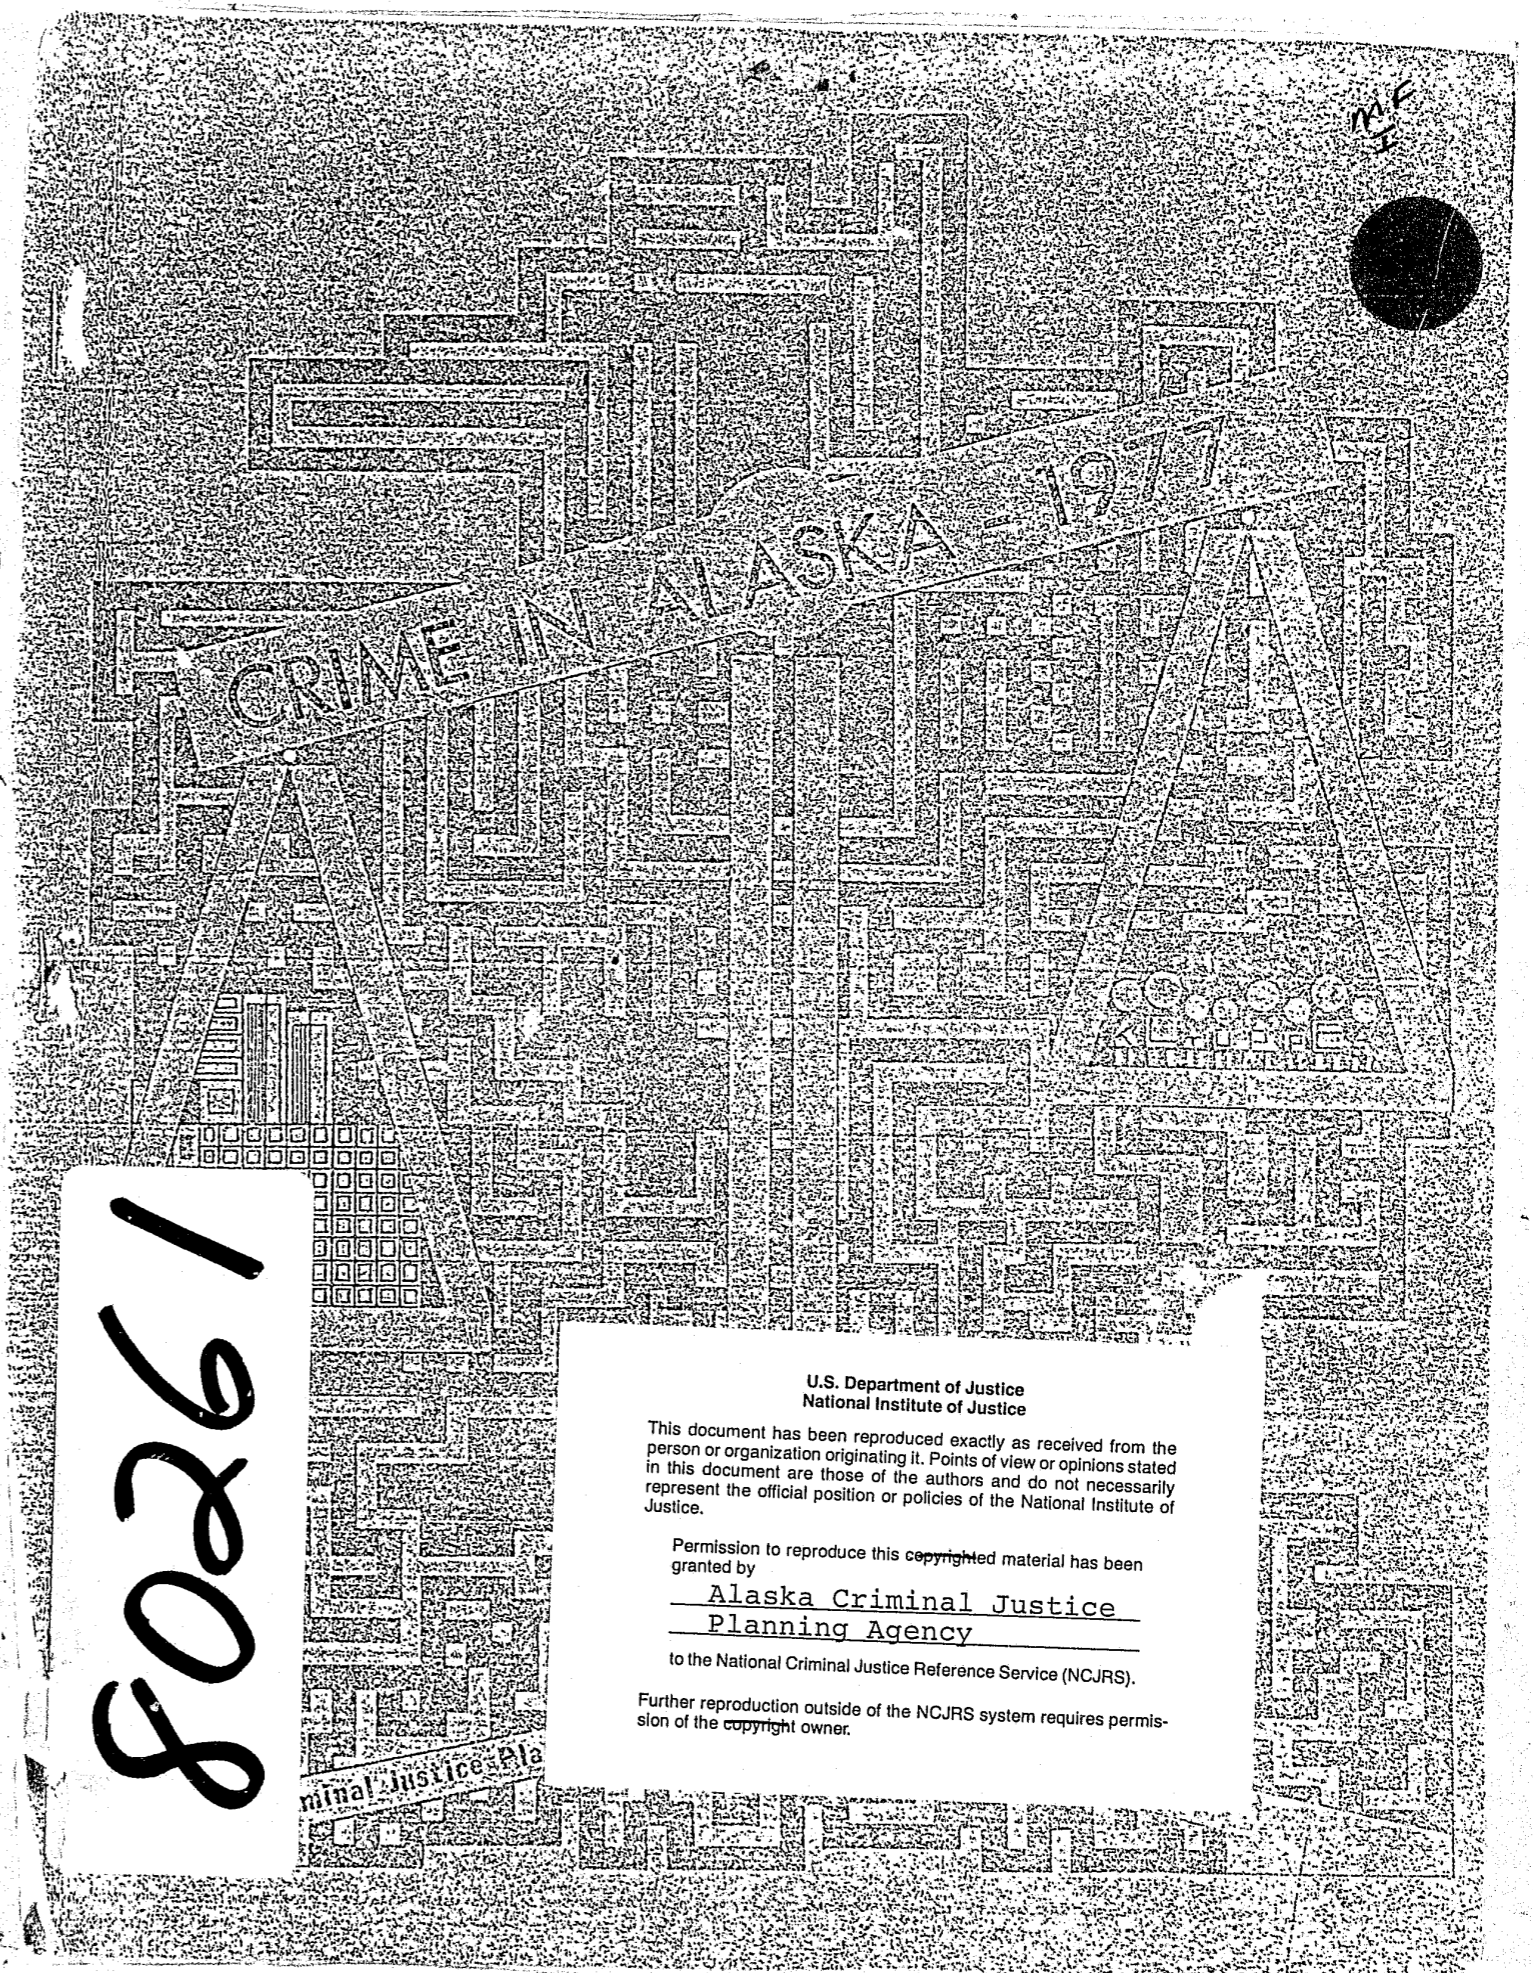 MF
I
CRIME IN ALASKA - 1977
80261
U.S. Department of Justice
National Institute of Justice
This document has been reproduced exactly as received from the
person or organization originating it. Points of view or opinions stated
in this document are those of the authors and do not necessarily
represent the official position or policies of the National Institute of
Justice.
Permission to reproduce this copyrighted material has been
granted by
Alaska Criminal Justice
Planning Agency
to the National Criminal Justice Reference Service (NCJRS).
Further reproduction outside of the NCJRS system requires permis-
sion of the copyright owner.
minal Justice Pla